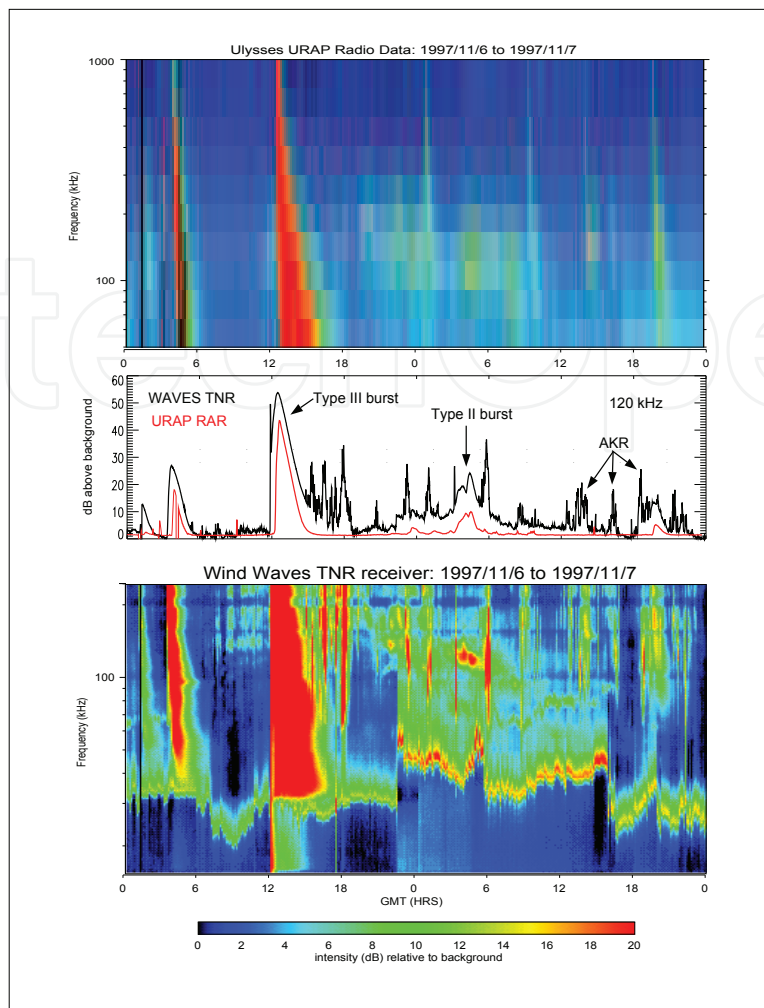 Ulysses URAP Radio Data: 1997/11/6 to 1997/11/7
1000
100
Frequency (kHz)
0 6 12 18 0 6 12 18 0
60
50
40
30
20
10
0
dB above background
WAVES TNR
URAP RAR
Type III burst
Type II burst
120 kHz
AKR
Wind Waves TNR receiver: 1997/11/6 to 1997/11/7
100
Frequency (kHz)
0 6 12 18 0 6 12 18 0
GMT (HRS)
0 2 4 6 8 10 12 14 16 18 20
intensity (dB) relative to background